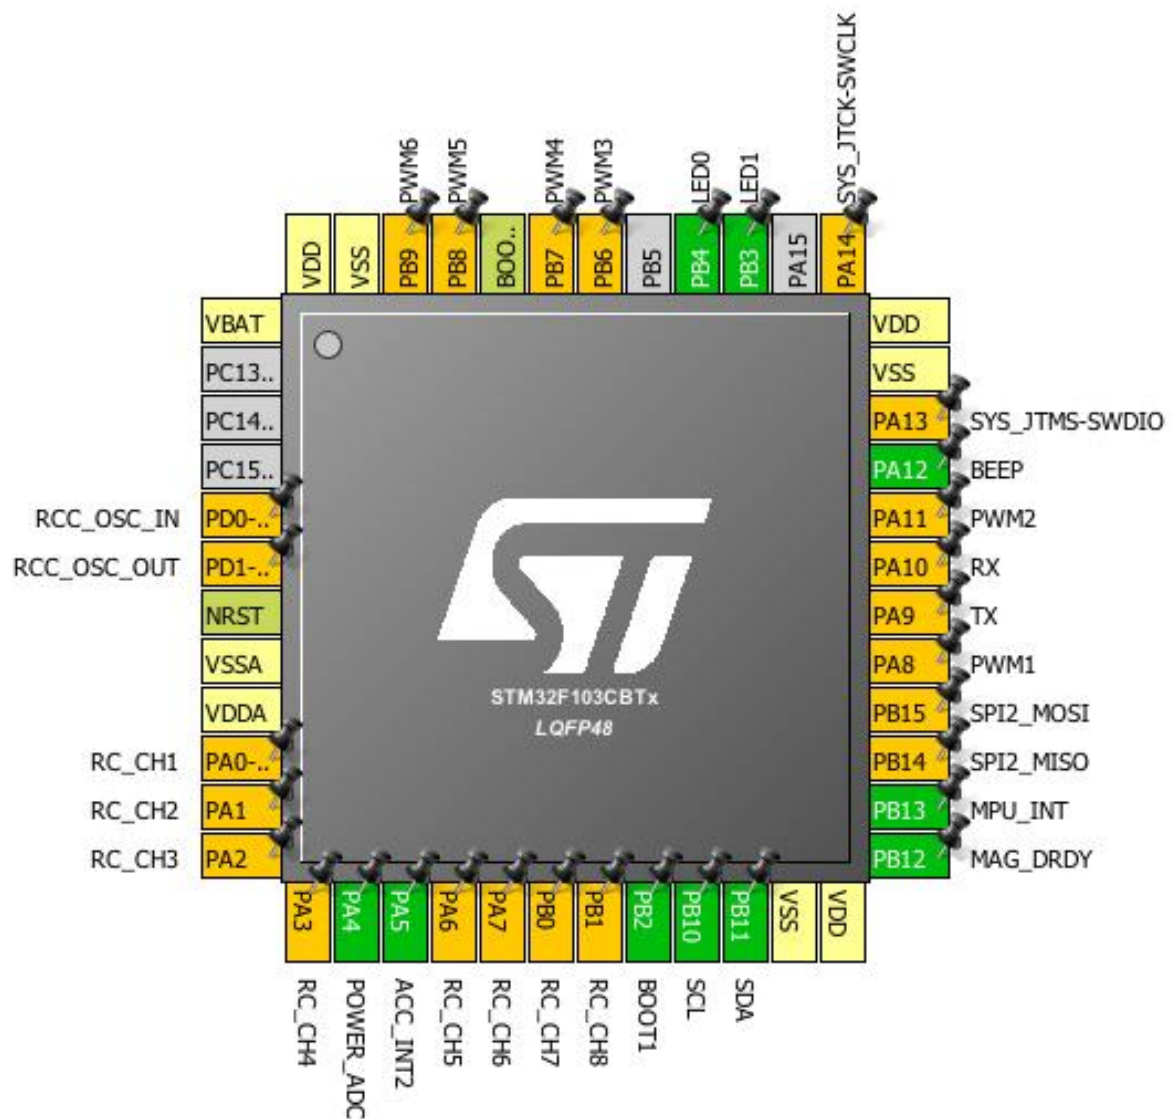 SYS_JTCK-SWCLK
PWM6
PWM5
PWM4
PWM3
LED0
LED1
VDD
VSS
PB9
PB8
BOO..
PB7
PB6
PB5
PB4
PB3
PA15
PA14
VBAT
PC13..
PC14..
PC15..
RCC_OSC_IN PD0-..
RCC_OSC_OUT PD1-..
NRST
VSSA
VDDA
RC_CH1 PA0-..
RC_CH2 PA1
RC_CH3 PA2
ST
STM32F103CBTx
LQFP48
VDD
VSS
PA13 SYS_JTMS-SWDIO
PA12 BEEP
PA11 PWM2
PA10 RX
PA9 TX
PA8 PWM1
PB15 SPI2_MOSI
PB14 SPI2_MISO
PB13 MPU_INT
PB12 MAG_DRDY
PA3
PA4
PA5
PA6
PA7
PB0
PB1
PB2
PB10
PB11
VSS
VDD
RC_CH4
POWER_ADC
ACC_INT2
RC_CH5
RC_CH6
RC_CH7
RC_CH8
BOOT1
SCL
SDA